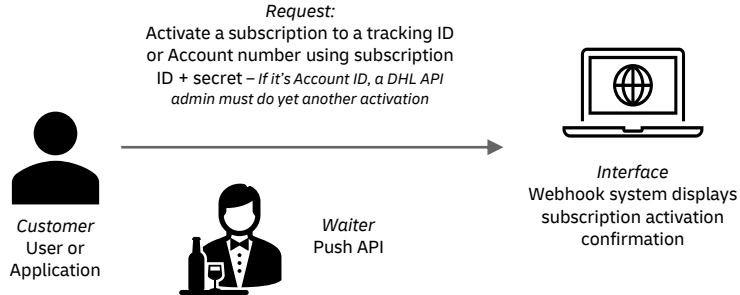 Request:
Activate a subscription to a tracking ID
or Account number using subscription
ID + secret – If it's Account ID, a DHL API
admin must do yet another activation
Customer
User or
Application
Waiter
Push API
Interface
Webhook system displays
subscription activation
confirmation